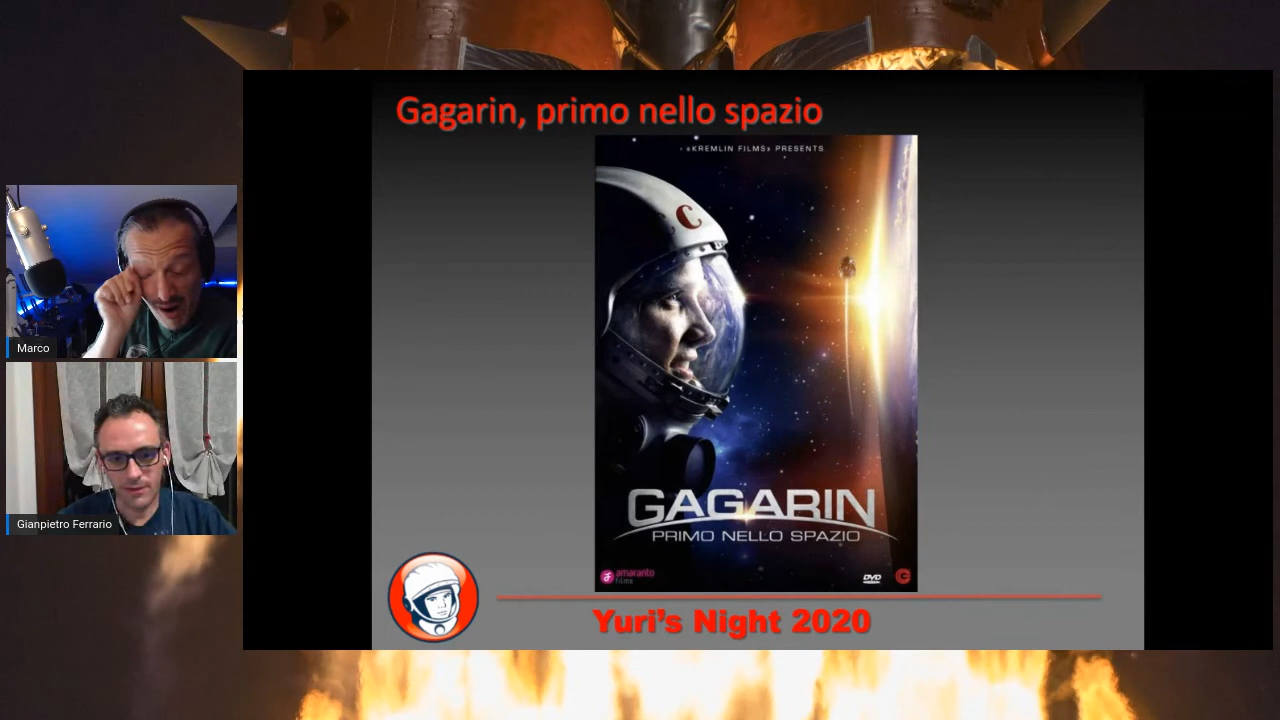 Gagarin, primo nello spazio
«KREMLIN FILMS» PRESENTS
C
GAGARIN
PRIMO NELLO SPAZIO
amaranto
films
DVD
Yuri's Night 2020
Marco
Gianpietro Ferrario